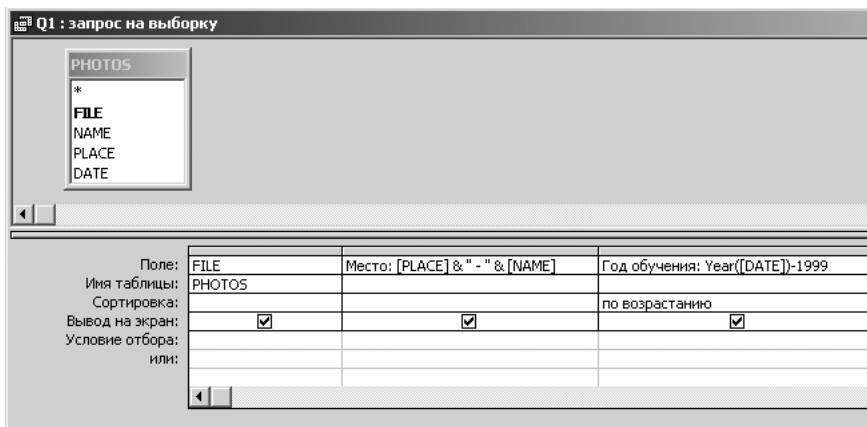 Q1 : запрос на выборку
PHOTOS
*
FILE
NAME
PLACE
DATE
Поле: FILE Место: [PLACE] & " - " & [NAME] Год обучения: Year([DATE])-1999
Имя таблицы: PHOTOS
Сортировка: по возрастанию
Вывод на экран:
Условие отбора:
или: